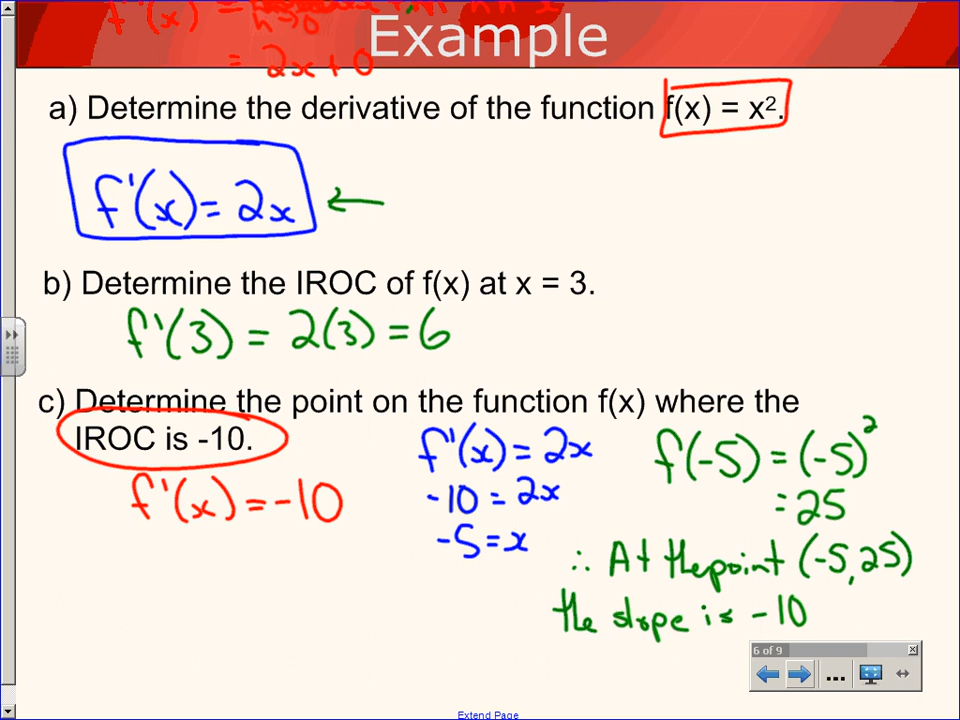 f'(x) =
h→0
Example
= 2x + 0
a) Determine the derivative of the function f(x) = x².
f'(x) = 2x ←
b) Determine the IROC of f(x) at x = 3.
f'(3) = 2(3) = 6
c) Determine the point on the function f(x) where the
IROC is -10.
f'(x) = -10
f'(x) = 2x
-10 = 2x
-5 = x
f(-5) = (-5)²
= 25
∴ At the point (-5, 25)
the slope is -10
6 of 9
Extend Page